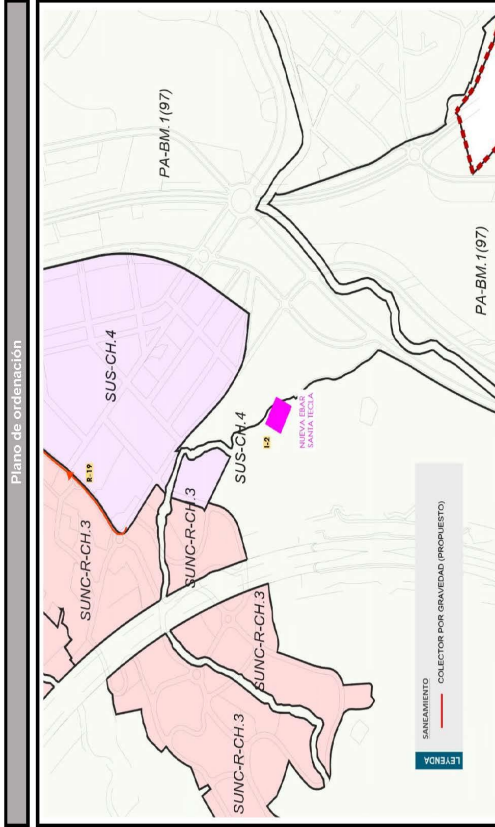 Plano de ordenación
PA-BM.1(97)
SUS-CH.4
R-19
SUNC-R-CH.3
SUS-CH.4
I-2
NUEVA EBAR
SANTA TECLA
PA-BM.1(97)
SUNC-R-CH.3
SUNC-R-CH.3
SUNC-R-CH.3
LEYENDA
SANEAMIENTO
COLECTOR POR GRAVEDAD (PROPUESTO)